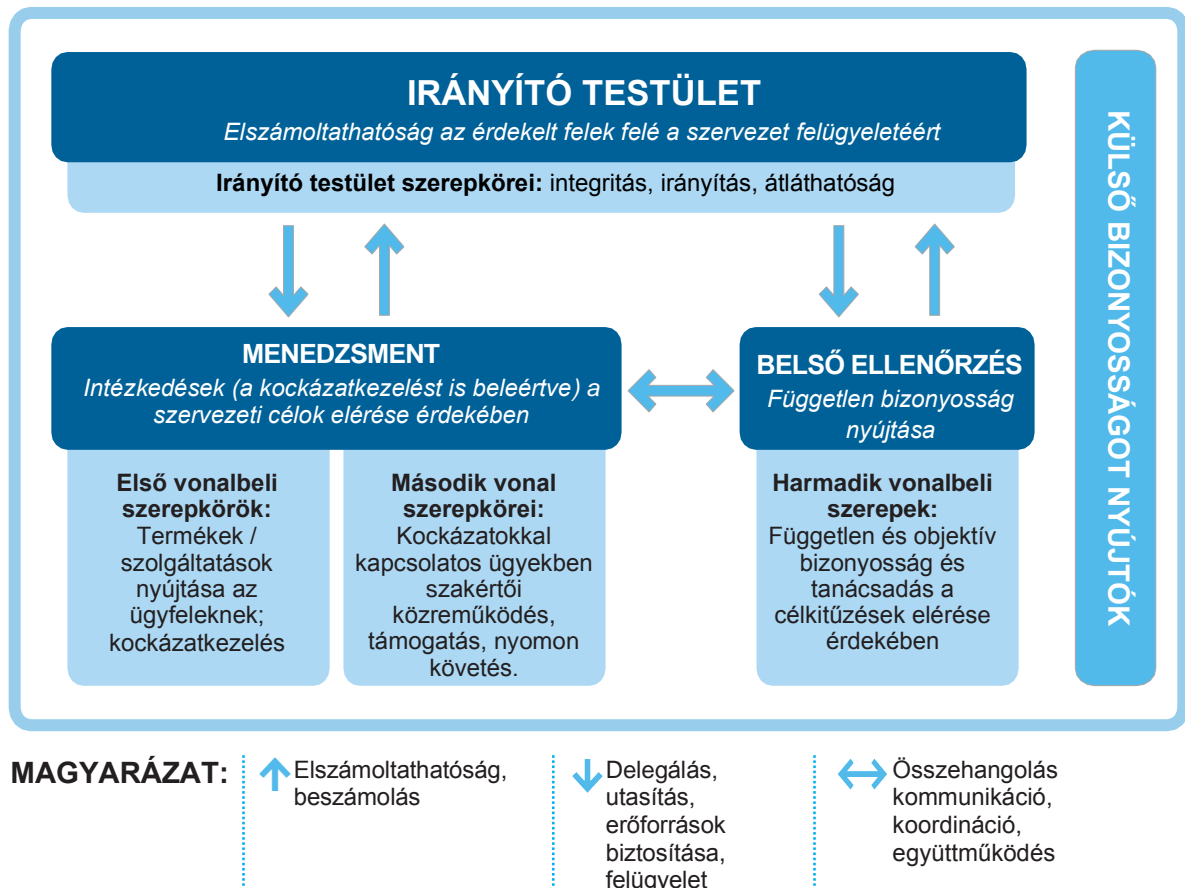 IRÁNYÍTÓ TESTÜLET
Elszámoltathatóság az érdekelt felek felé a szervezet felügyeletéért
Irányító testület szerepkörei: integritás, irányítás, átláthatóság
MENEDZSMENT
Intézkedések (a kockázatkezelést is beleértve) a
szervezeti célok elérése érdekében
Első vonalbeli
szerepkörök:
Termékek /
szolgáltatások
nyújtása az
ügyfeleknek;
kockázatkezelés
Második vonal
szerepkörei:
Kockázatokkal
kapcsolatos ügyekben
szakértői
közreműködés,
támogatás, nyomon
követés.
BELSŐ ELLENŐRZÉS
Független bizonyosság
nyújtása
Harmadik vonalbeli
szerepek:
Független és objektív
bizonyosság és
tanácsadás a
célkitűzések elérése
érdekében
KÜLSŐ BIZONYOSSÁGOT NYÚJTÓK
MAGYARÁZAT:
Elszámoltathatóság,
beszámolás
Delegálás,
utasítás,
erőforrások
biztosítása,
felügyelet
Összehangolás
kommunikáció,
koordináció,
együttműködés